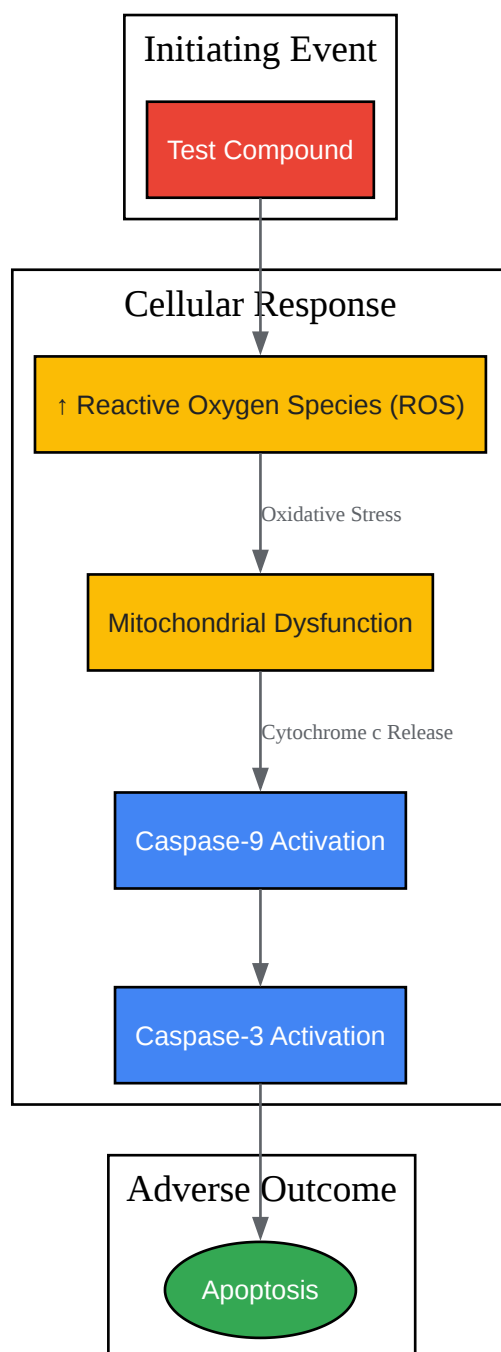 Initiating Event
Test Compound
Cellular Response
↑ Reactive Oxygen Species (ROS)
Oxidative Stress
Mitochondrial Dysfunction
Cytochrome c Release
Caspase-9 Activation
Caspase-3 Activation
Adverse Outcome
Apoptosis